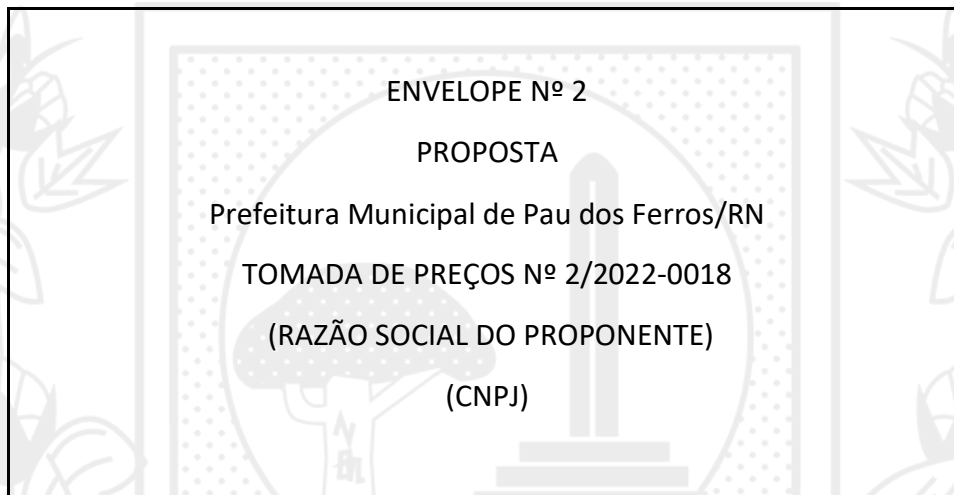 ENVELOPE Nº 2
PROPOSTA
Prefeitura Municipal de Pau dos Ferros/RN
TOMADA DE PREÇOS Nº 2/2022-0018
(RAZÃO SOCIAL DO PROPONENTE)
(CNPJ)